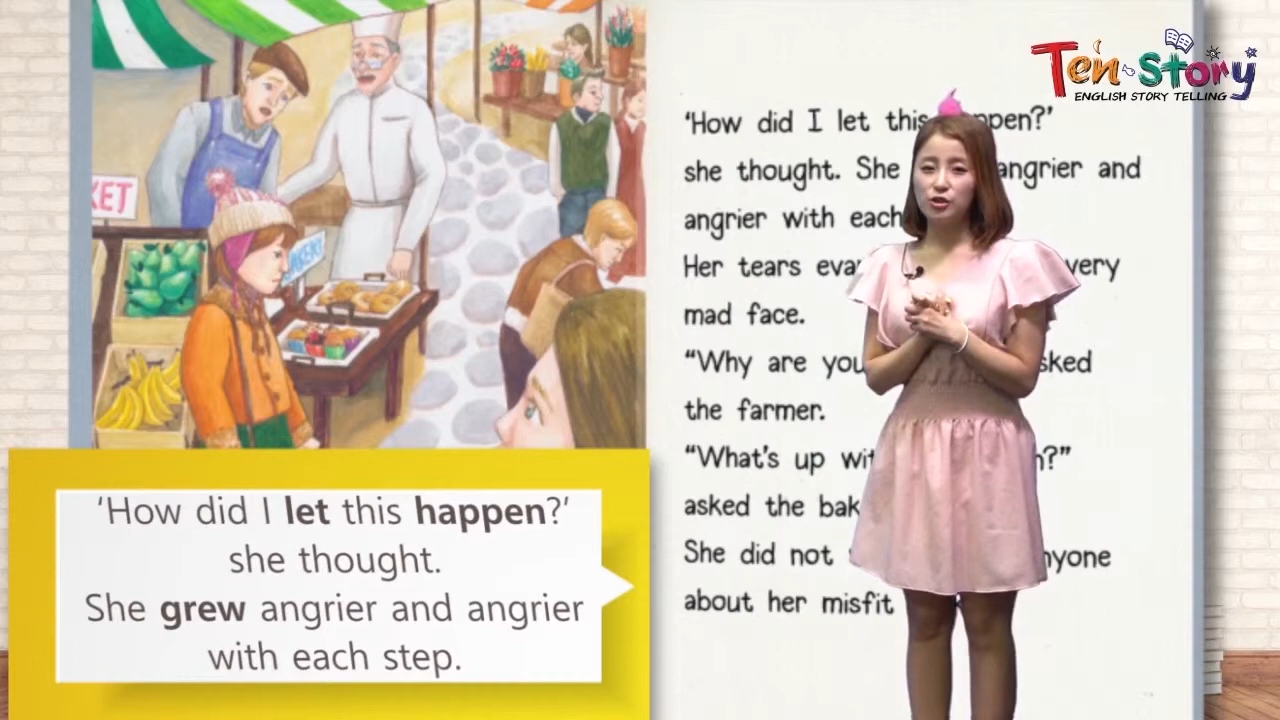 Ten Story
ENGLISH STORY TELLING
KET
BAKERY
'How did I let this ppen?'
she thought. She angrier and
angrier with each
Her tears eva very
mad face.
"Why are you sked
the farmer.
"What's up wit n?"
asked the bak
She did not nyone
about her misfit
'How did I let this happen?'
she thought.
She grew angrier and angrier
with each step.